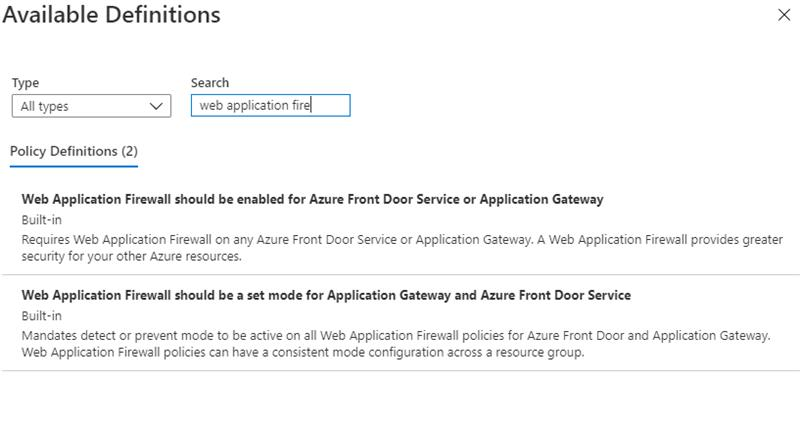 Available Definitions
Type
Search
All types
web application fire
Policy Definitions (2)
Web Application Firewall should be enabled for Azure Front Door Service or Application Gateway
Built-in
Requires Web Application Firewall on any Azure Front Door Service or Application Gateway. A Web Application Firewall provides greater
security for your other Azure resources.
Web Application Firewall should be a set mode for Application Gateway and Azure Front Door Service
Built-in
Mandates detect or prevent mode to be active on all Web Application Firewall policies for Azure Front Door and Application Gateway.
Web Application Firewall policies can have a consistent mode configuration across a resource group.